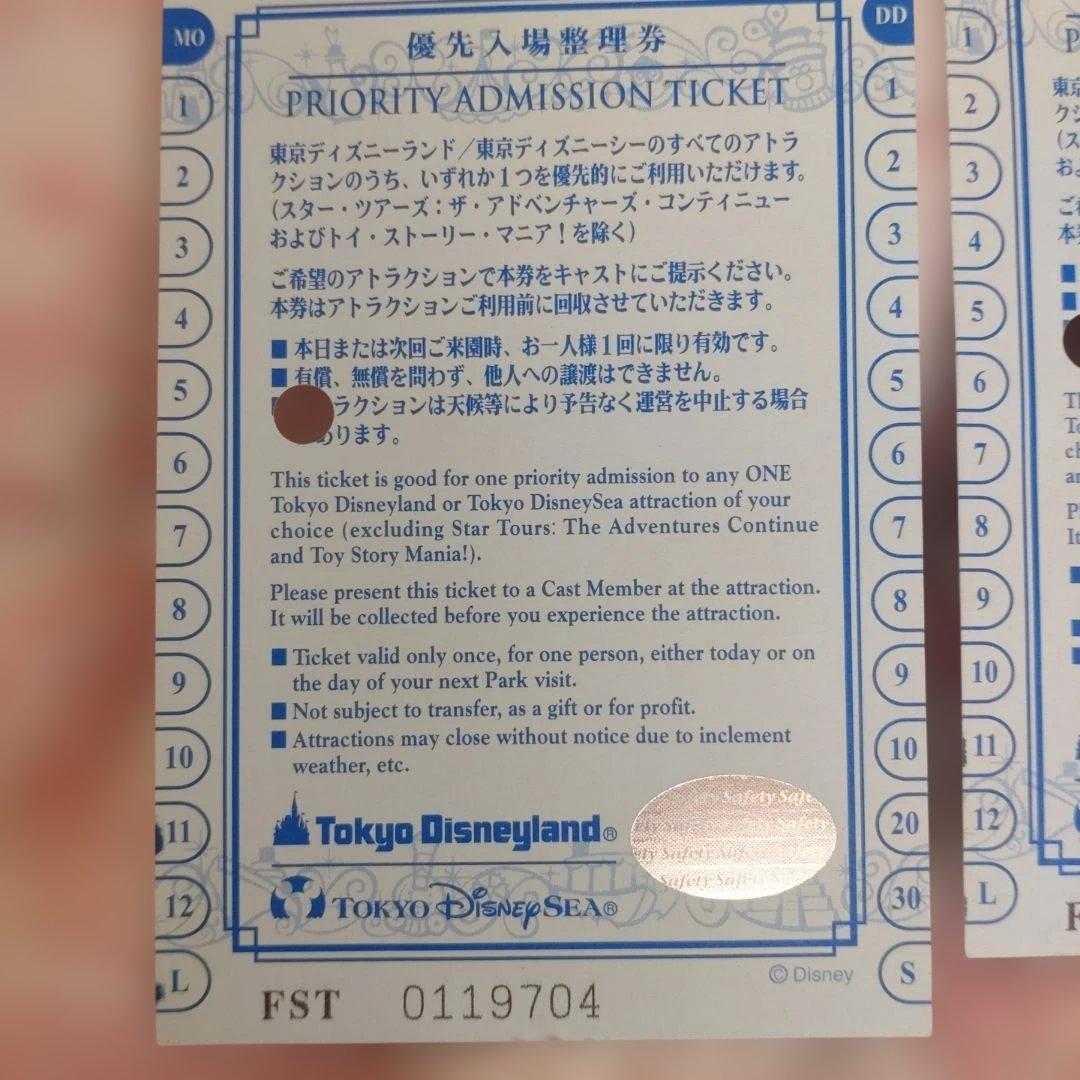 MO
DD
優先入場整理券
PRIORITY ADMISSION TICKET
東京ディズニーランド／東京ディズニーシーのすべてのアトラ
クションのうち、いずれか1つを優先的にご利用いただけます。
(スター・ツアーズ：ザ・アドベンチャーズ・コンティニュー
およびトイ・ストーリー・マニア！を除く)
ご希望のアトラクションで本券をキャストにご提示ください。
本券はアトラクションご利用前に回収させていただきます。
■ 本日または次回ご来園時、お一人様1回に限り有効です。
■ 有償、無償を問わず、他人への譲渡はできません。
ラクションは天候等により予告なく運営を中止する場合
あります。
This ticket is good for one priority admission to any ONE
Tokyo Disneyland or Tokyo DisneySea attraction of your
choice (excluding Star Tours: The Adventures Continue
and Toy Story Mania!).
Please present this ticket to a Cast Member at the attraction.
It will be collected before you experience the attraction.
■ Ticket valid only once, for one person, either today or on
the day of your next Park visit.
■ Not subject to transfer, as a gift or for profit.
■ Attractions may close without notice due to inclement
weather, etc.
Tokyo Disneyland®
TOKYO DISNEYSEA®
Safety
Safety
Safety
Safety
© Disney
FST 0119704
1
2
3
4
5
6
7
8
9
10
11
12
L
1
2
3
4
5
6
7
8
9
10
20
30
S
1
2
3
4
5
6
7
8
9
10
11
12
L